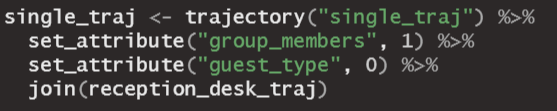 single_traj <- trajectory("single_traj") %>%
set_attribute("group_members", 1) %>%
set_attribute("guest_type", 0) %>%
join(reception_desk_traj)